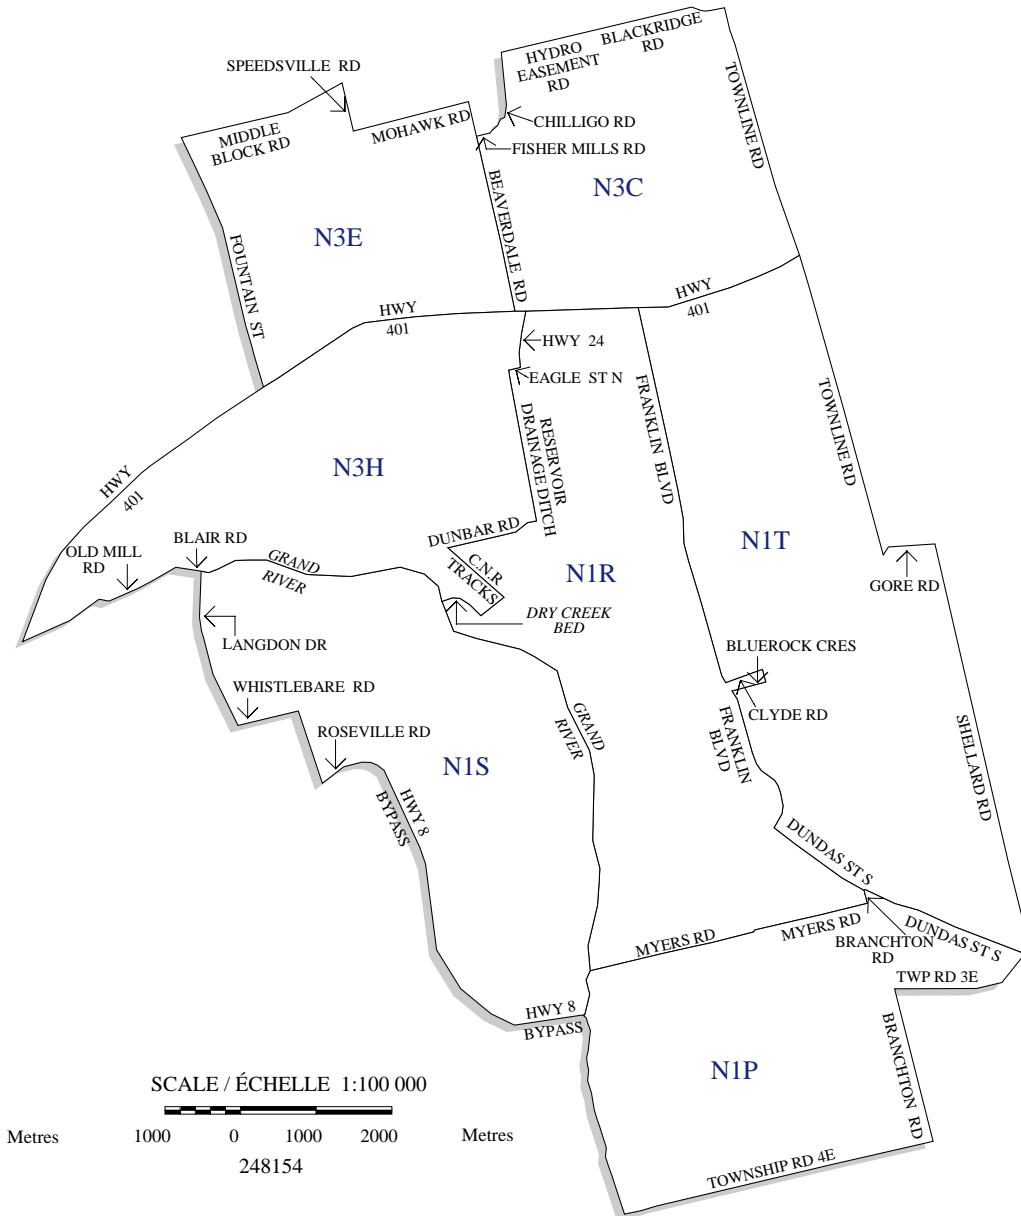 HYDRO
EASEMENT
RD
BLACKRIDGE
RD
SPEEDSVILLE RD
TOWNLINE RD
MIDDLE
BLOCK RD
MOHAWK RD
CHILLIGO RD
FISHER MILLS RD
BEAVERDALE RD
N3C
N3E
FOUNTAIN ST
HWY
401
HWY
401
HWY 24
EAGLE ST N
FRANKLIN BLVD
TOWNLINE RD
RESERVOIR
DRAINAGE DITCH
N3H
HWY
401
DUNBAR RD
BLAIR RD
OLD MILL
RD
GRAND
RIVER
C.N.R
TRACKS
N1R
N1T
GORE RD
DRY CREEK
BED
LANGDON DR
BLUEROCK CRES
WHISTLEBARE RD
CLYDE RD
ROSEVILLE RD
GRAND
RIVER
FRANKLIN
BLVD
SHELLARD RD
N1S
HWY 8
BYPASS
DUNDAS ST S
MYERS RD
MYERS RD
BRANCHTON
RD
DUNDAS ST S
TWP RD 3E
HWY 8
BYPASS
BRANCHTON RD
N1P
TOWNSHIP RD 4E
SCALE / ÉCHELLE 1:100 000
Metres 1000 0 1000 2000 Metres
248154